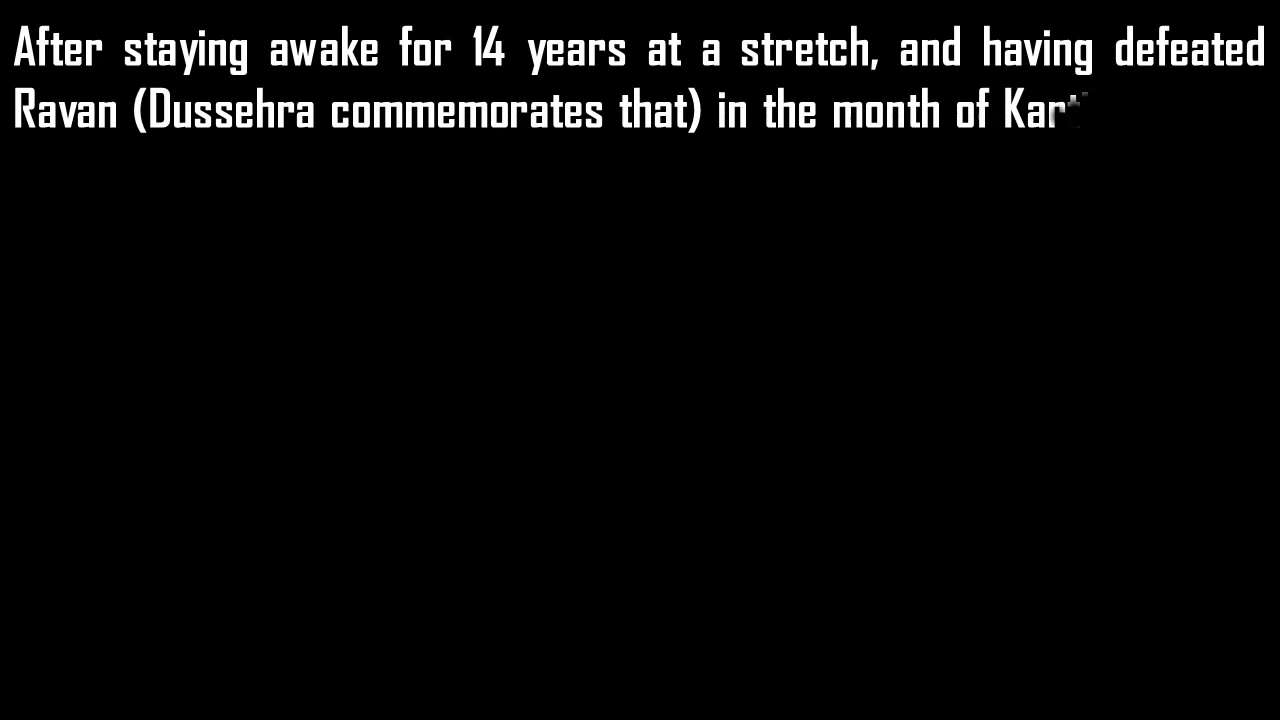 After staying awake for 14 years at a stretch, and having defeated
Ravan (Dussehra commemorates that) in the month of